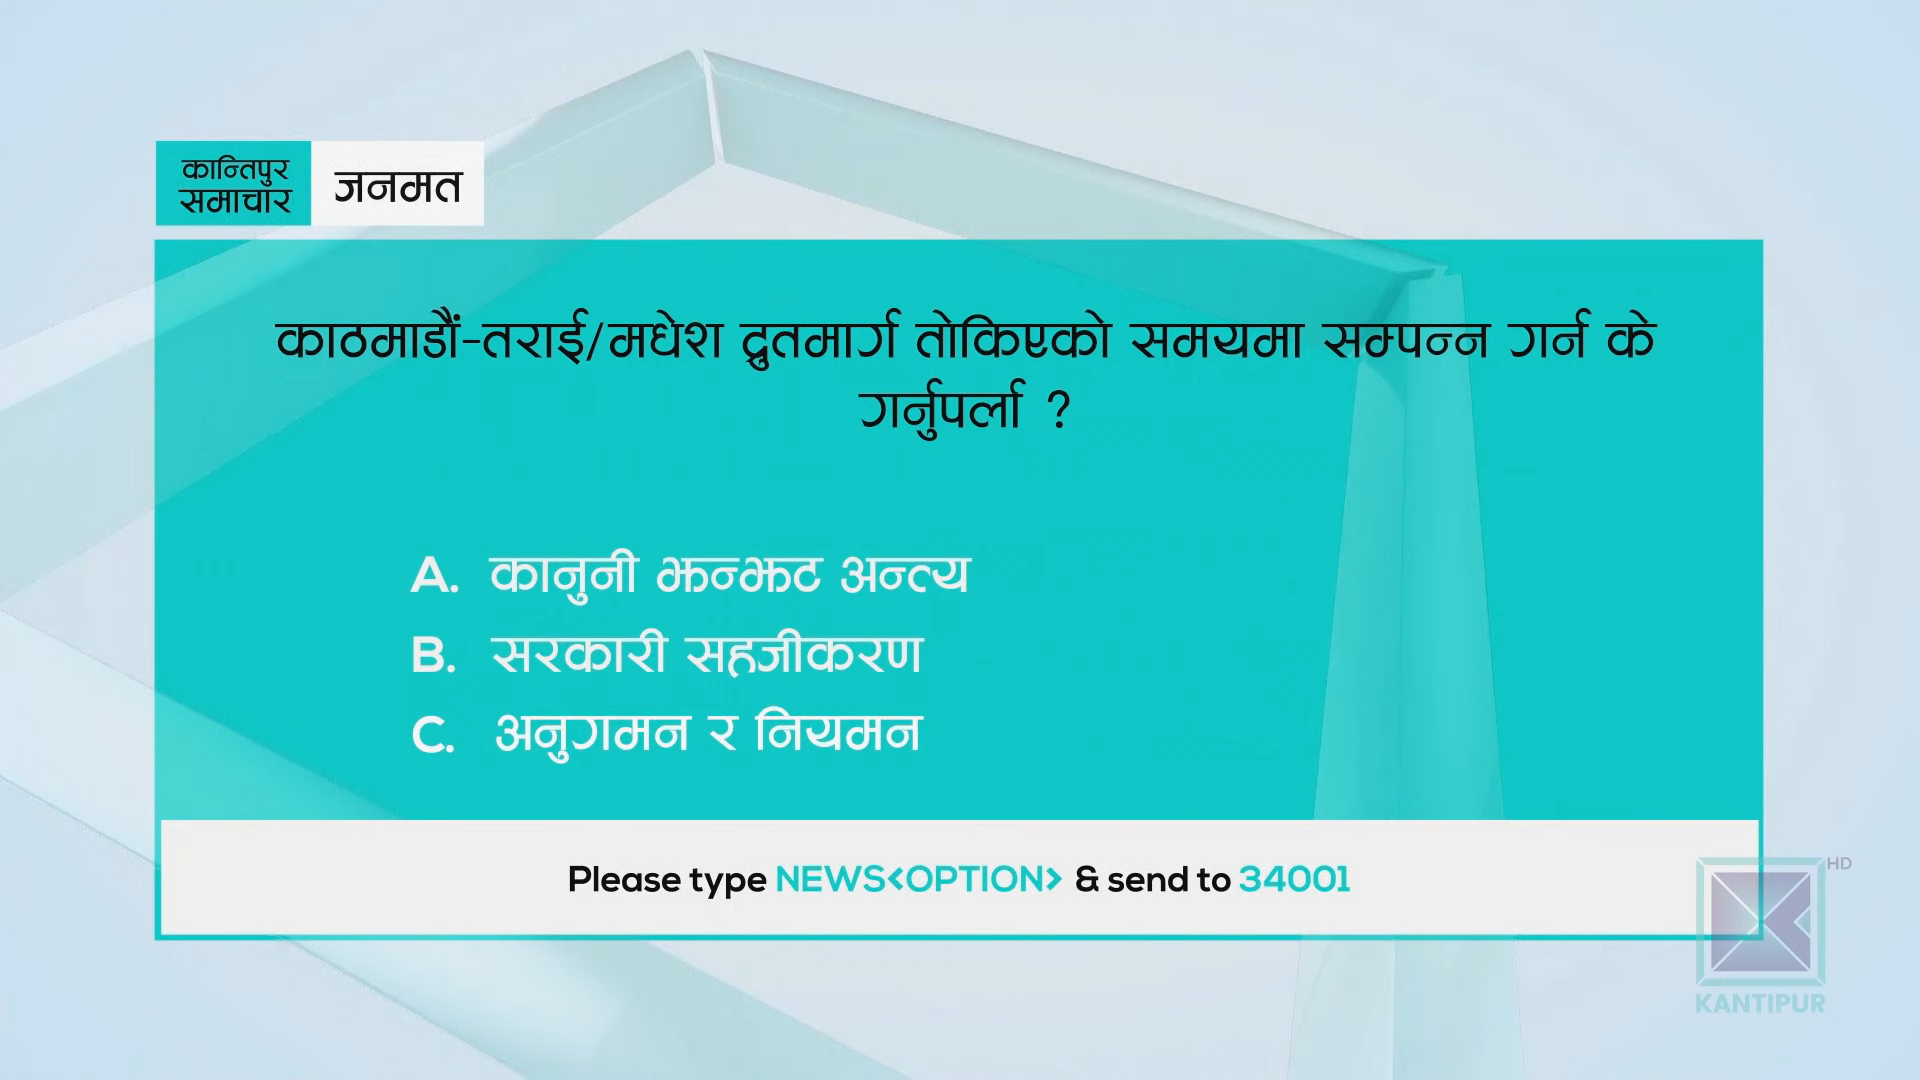 कान्तिपुर
समाचार
जनमत
काठमाडौं-तराई/मधेश द्रुतमार्ग तोकिएको समयमा सम्पन्न गर्न के
गर्नुपर्ला ?
A. कानुनी झन्झट अन्त्य
B. सरकारी सहजीकरण
C. अनुगमन र नियमन
Please type NEWS<OPTION> & send to 34001
HD
KANTIPUR